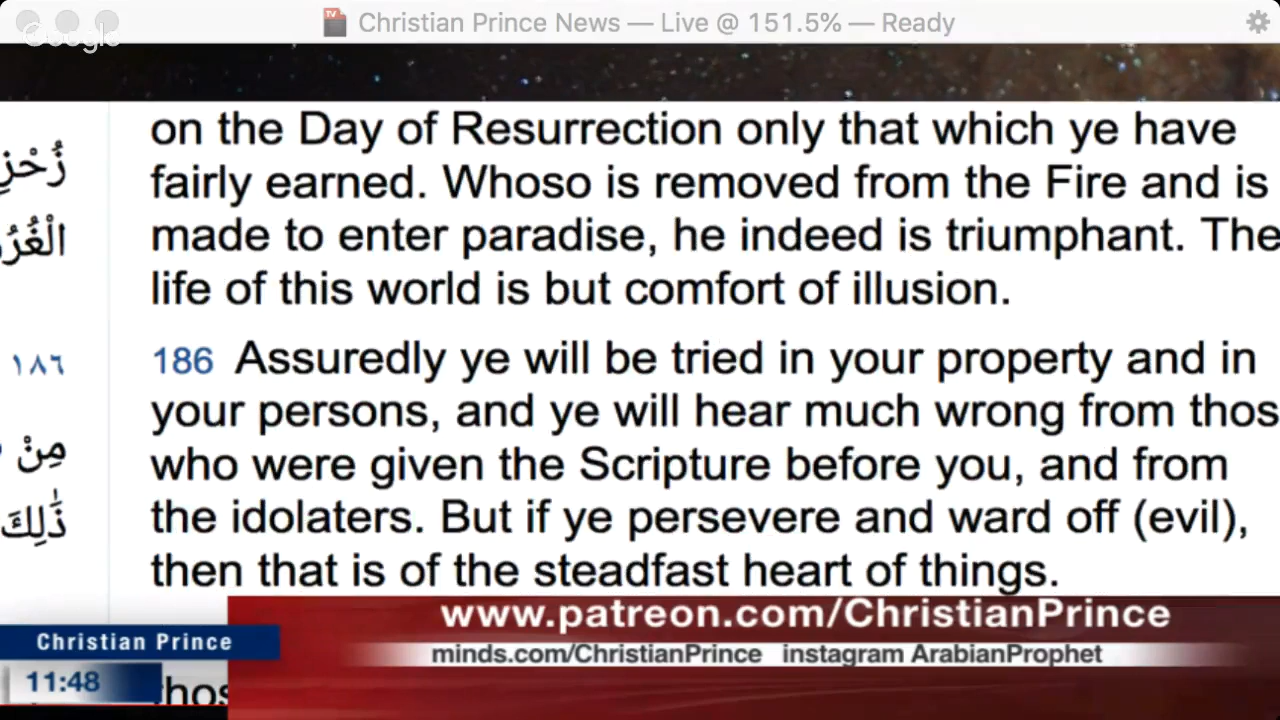 Christian Prince News — Live @ 151.5% — Ready
Google
on the Day of Resurrection only that which ye have
fairly earned. Whoso is removed from the Fire and is
made to enter paradise, he indeed is triumphant. The
life of this world is but comfort of illusion.
الْغُرُ
١٨٦
186 Assuredly ye will be tried in your property and in
your persons, and ye will hear much wrong from thos
who were given the Scripture before you, and from
the idolaters. But if ye persevere and ward off (evil),
then that is of the steadfast heart of things.
مِنْ
ذَٰلِكَ
www.patreon.com/ChristianPrince
Christian Prince
minds.com/ChristianPrince instagram ArabianProphet
11:48